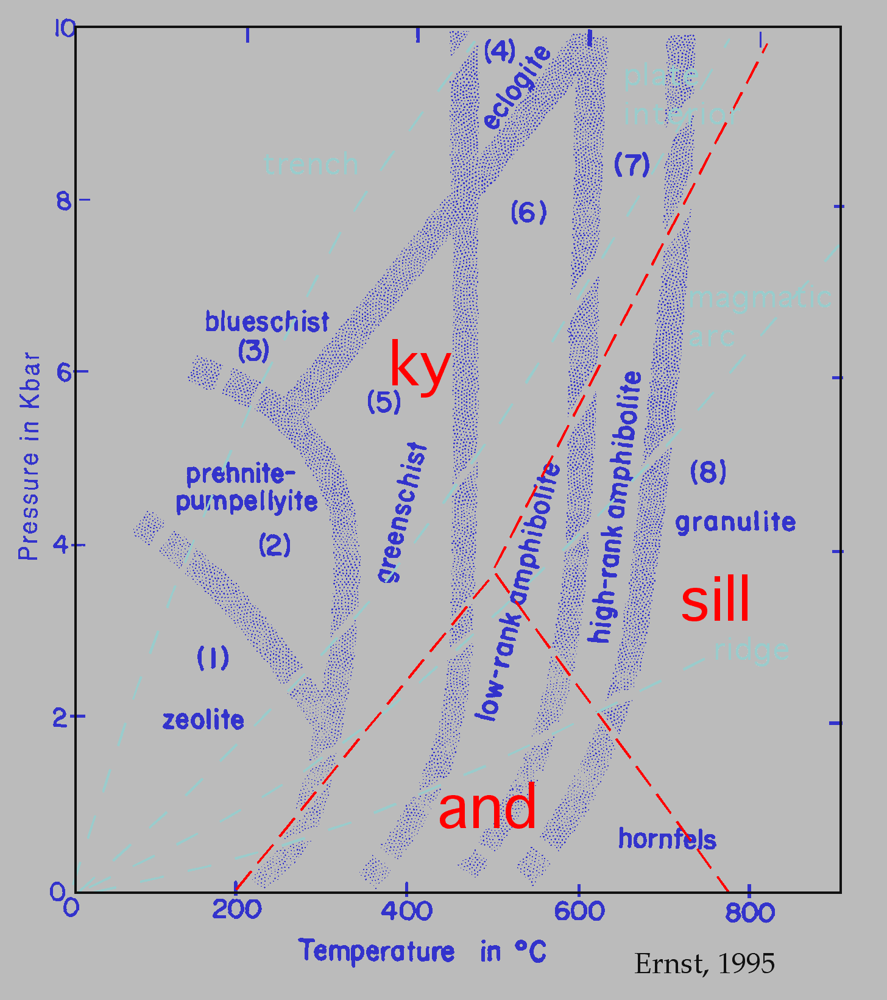 10
(4)
eclogite
plate
interior
trench
(7)
8
(6)
magmatic
arc
blueschist
(3)
ky
6
(5)
Pressure in Kbar
prehnite-
pumpellyite
(2)
greenschist
low-rank amphibolite
high-rank amphibolite
(8)
granulite
4
sill
ridge
(1)
zeolite
2
and
hornfels
0
0
200
400
600
800
Temperature in °C
Ernst, 1995